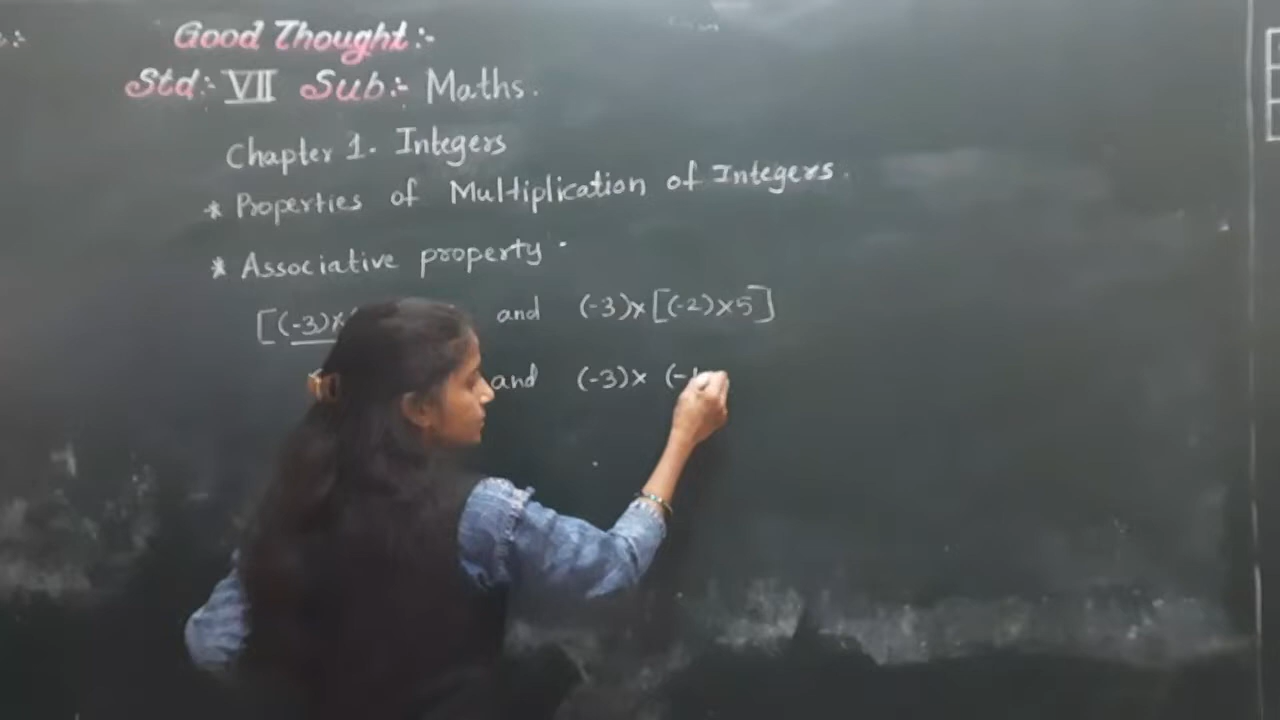 Good Thought :-
Std:- VII Sub:- Maths.
Chapter 1. Integers
* Properties of Multiplication of Integers.
* Associative property.
[(-3)× and (-3)×[(-2)×5]
and (-3)× (-1